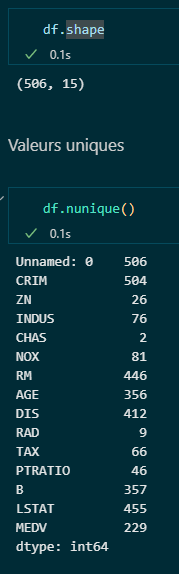 df.shape
0.1s
(506, 15)
Valeurs uniques
df.nunique()
0.1s
Unnamed: 0    506
CRIM          504
ZN             26
INDUS          76
CHAS            2
NOX            81
RM            446
AGE           356
DIS           412
RAD             9
TAX            66
PTRATIO        46
B             357
LSTAT         455
MEDV          229
dtype: int64